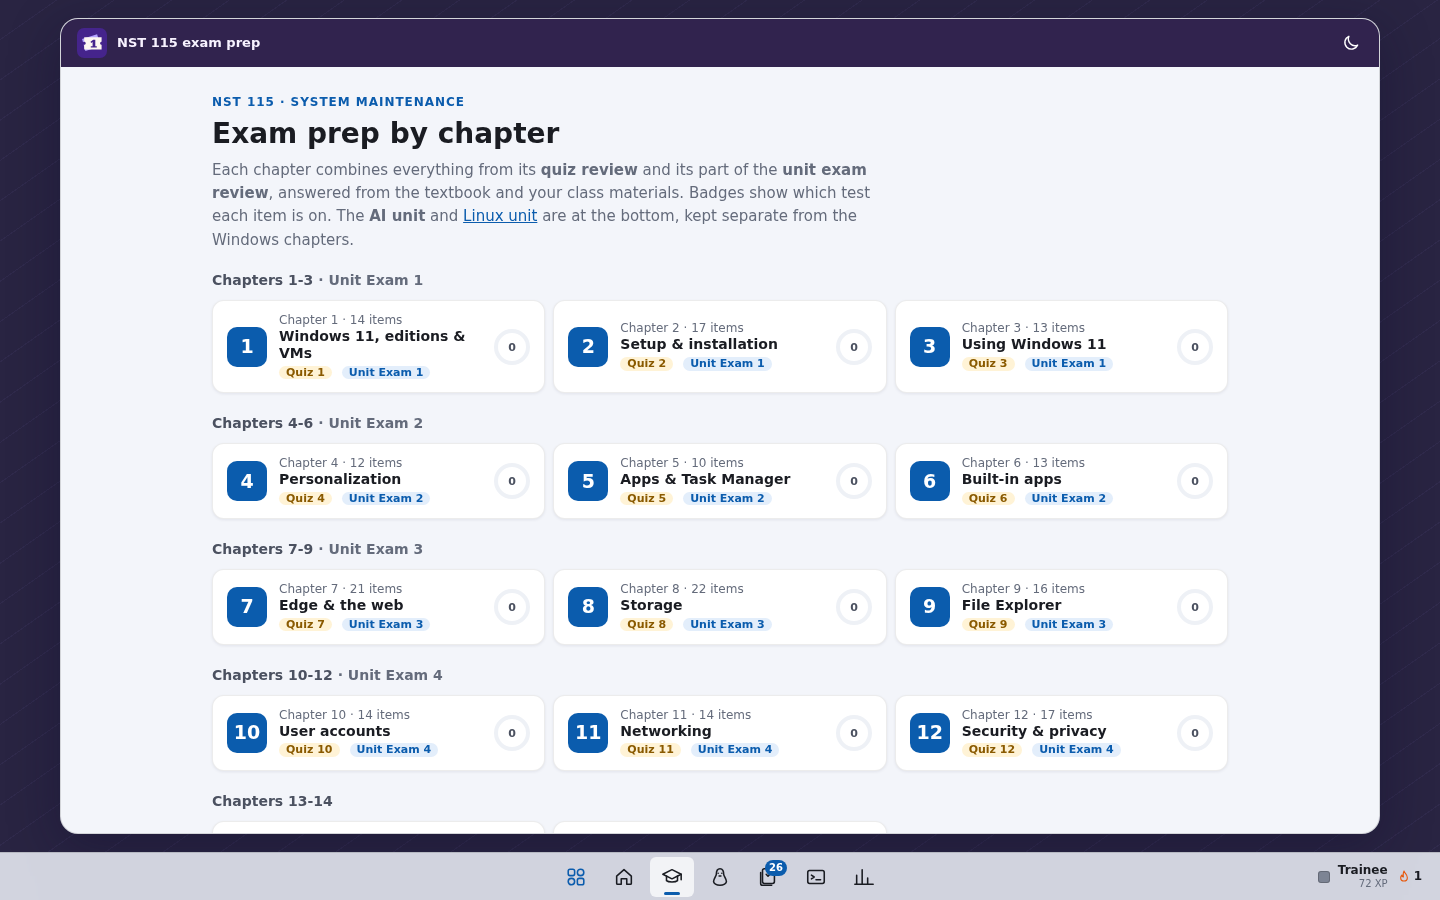 1
NST 115 exam prep
NST 115 · SYSTEM MAINTENANCE
Exam prep by chapter
Each chapter combines everything from its quiz review and its part of the unit exam
review, answered from the textbook and your class materials. Badges show which test
each item is on. The AI unit and Linux unit are at the bottom, kept separate from the
Windows chapters.
Chapters 1-3 · Unit Exam 1
1
Chapter 1 · 14 items
Windows 11, editions &
VMs
Quiz 1 Unit Exam 1
0
2
Chapter 2 · 17 items
Setup & installation
Quiz 2 Unit Exam 1
0
3
Chapter 3 · 13 items
Using Windows 11
Quiz 3 Unit Exam 1
0
Chapters 4-6 · Unit Exam 2
4
Chapter 4 · 12 items
Personalization
Quiz 4 Unit Exam 2
0
5
Chapter 5 · 10 items
Apps & Task Manager
Quiz 5 Unit Exam 2
0
6
Chapter 6 · 13 items
Built-in apps
Quiz 6 Unit Exam 2
0
Chapters 7-9 · Unit Exam 3
7
Chapter 7 · 21 items
Edge & the web
Quiz 7 Unit Exam 3
0
8
Chapter 8 · 22 items
Storage
Quiz 8 Unit Exam 3
0
9
Chapter 9 · 16 items
File Explorer
Quiz 9 Unit Exam 3
0
Chapters 10-12 · Unit Exam 4
10
Chapter 10 · 14 items
User accounts
Quiz 10 Unit Exam 4
0
11
Chapter 11 · 14 items
Networking
Quiz 11 Unit Exam 4
0
12
Chapter 12 · 17 items
Security & privacy
Quiz 12 Unit Exam 4
0
Chapters 13-14
26
Trainee
72 XP
1